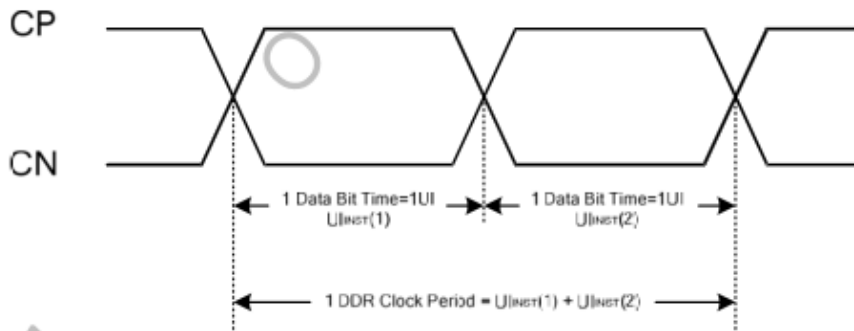 CP
CN
1 Data Bit Time=1UI
UIINST(1)
1 Data Bit Time=1UI
UIINST(2)
1 DDR Clock Period = UIINST(1) + UIINST(2)